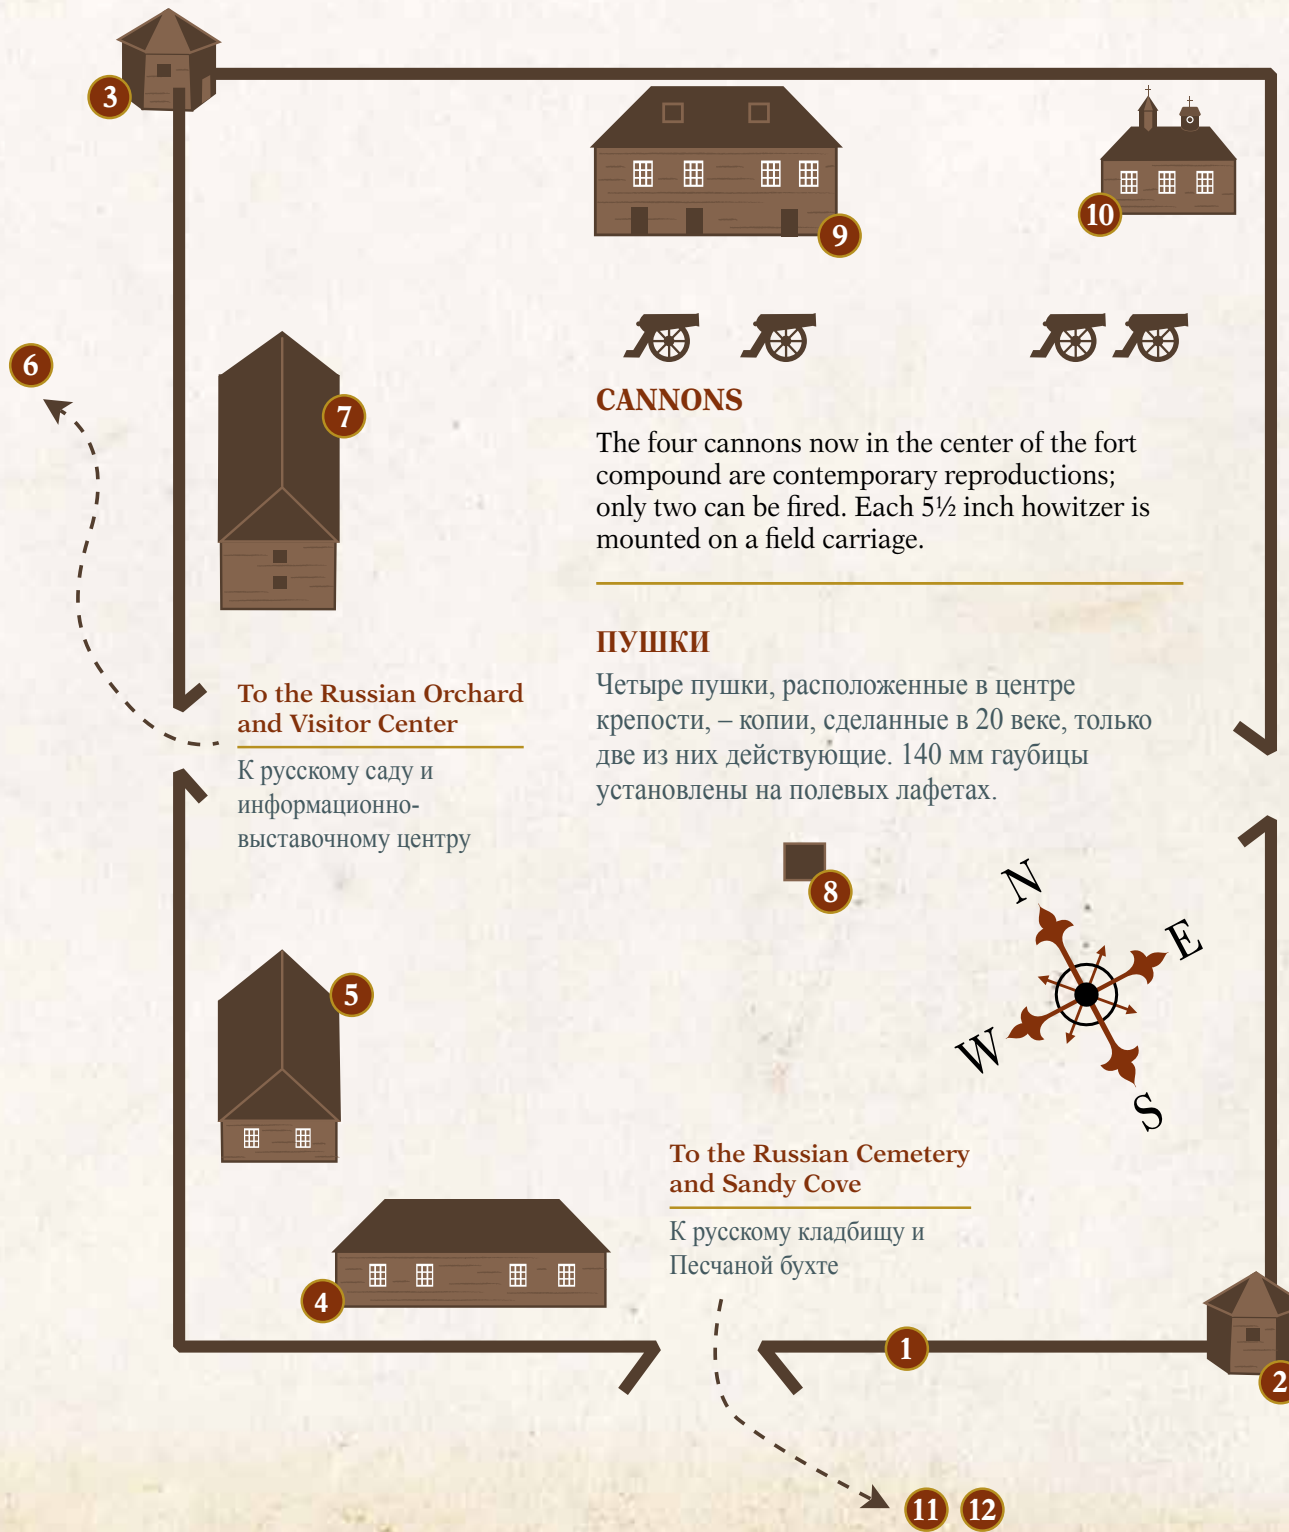 3
9
10
6
7
CANNONS
The four cannons now in the center of the fort
compound are contemporary reproductions;
only two can be fired. Each 5½ inch howitzer is
mounted on a field carriage.
ПУШКИ
Четыре пушки, расположенные в центре
крепости, – копии, сделанные в 20 веке, только
две из них действующие. 140 мм гаубицы
установлены на полевых лафетах.
To the Russian Orchard
and Visitor Center
К русскому саду и
информационно-
выставочному центру
8
N
E
W
S
5
4
To the Russian Cemetery
and Sandy Cove
К русскому кладбищу и
Песчаной бухте
1
2
11
12